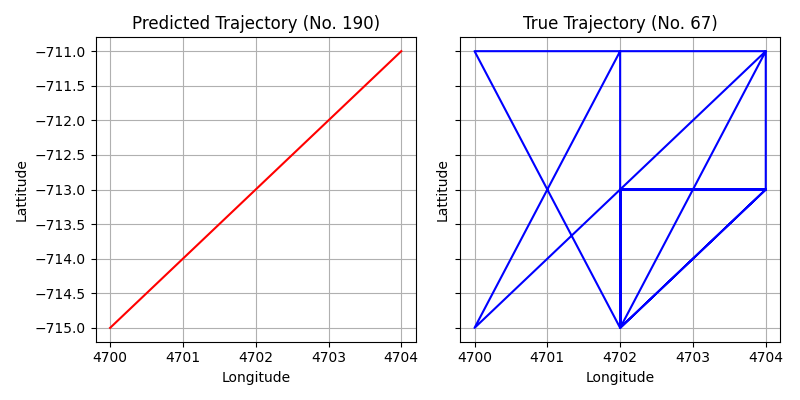 Predicted Trajectory (No. 190)
True Trajectory (No. 67)
Lattitude
−711.0
−711.5
−712.0
−712.5
−713.0
−713.5
−714.0
−714.5
−715.0
4700 4701 4702 4703 4704
Longitude
Lattitude
4700 4701 4702 4703 4704
Longitude